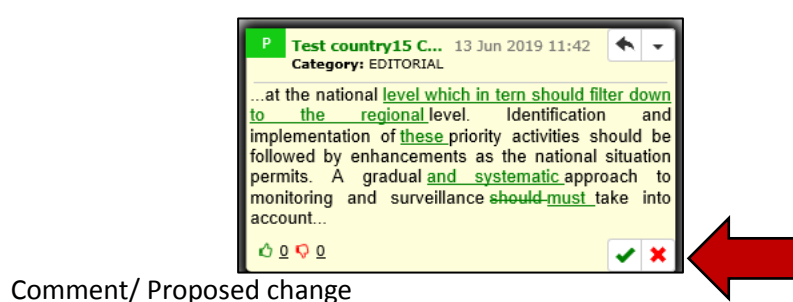 P Test country15 C... 13 Jun 2019 11:42
Category: EDITORIAL
...at the national level which in tern should filter down
to the regional level. Identification and
implementation of these priority activities should be
followed by enhancements as the national situation
permits. A gradual and systematic approach to
monitoring and surveillance should must take into
account...
0 0
Comment/ Proposed change